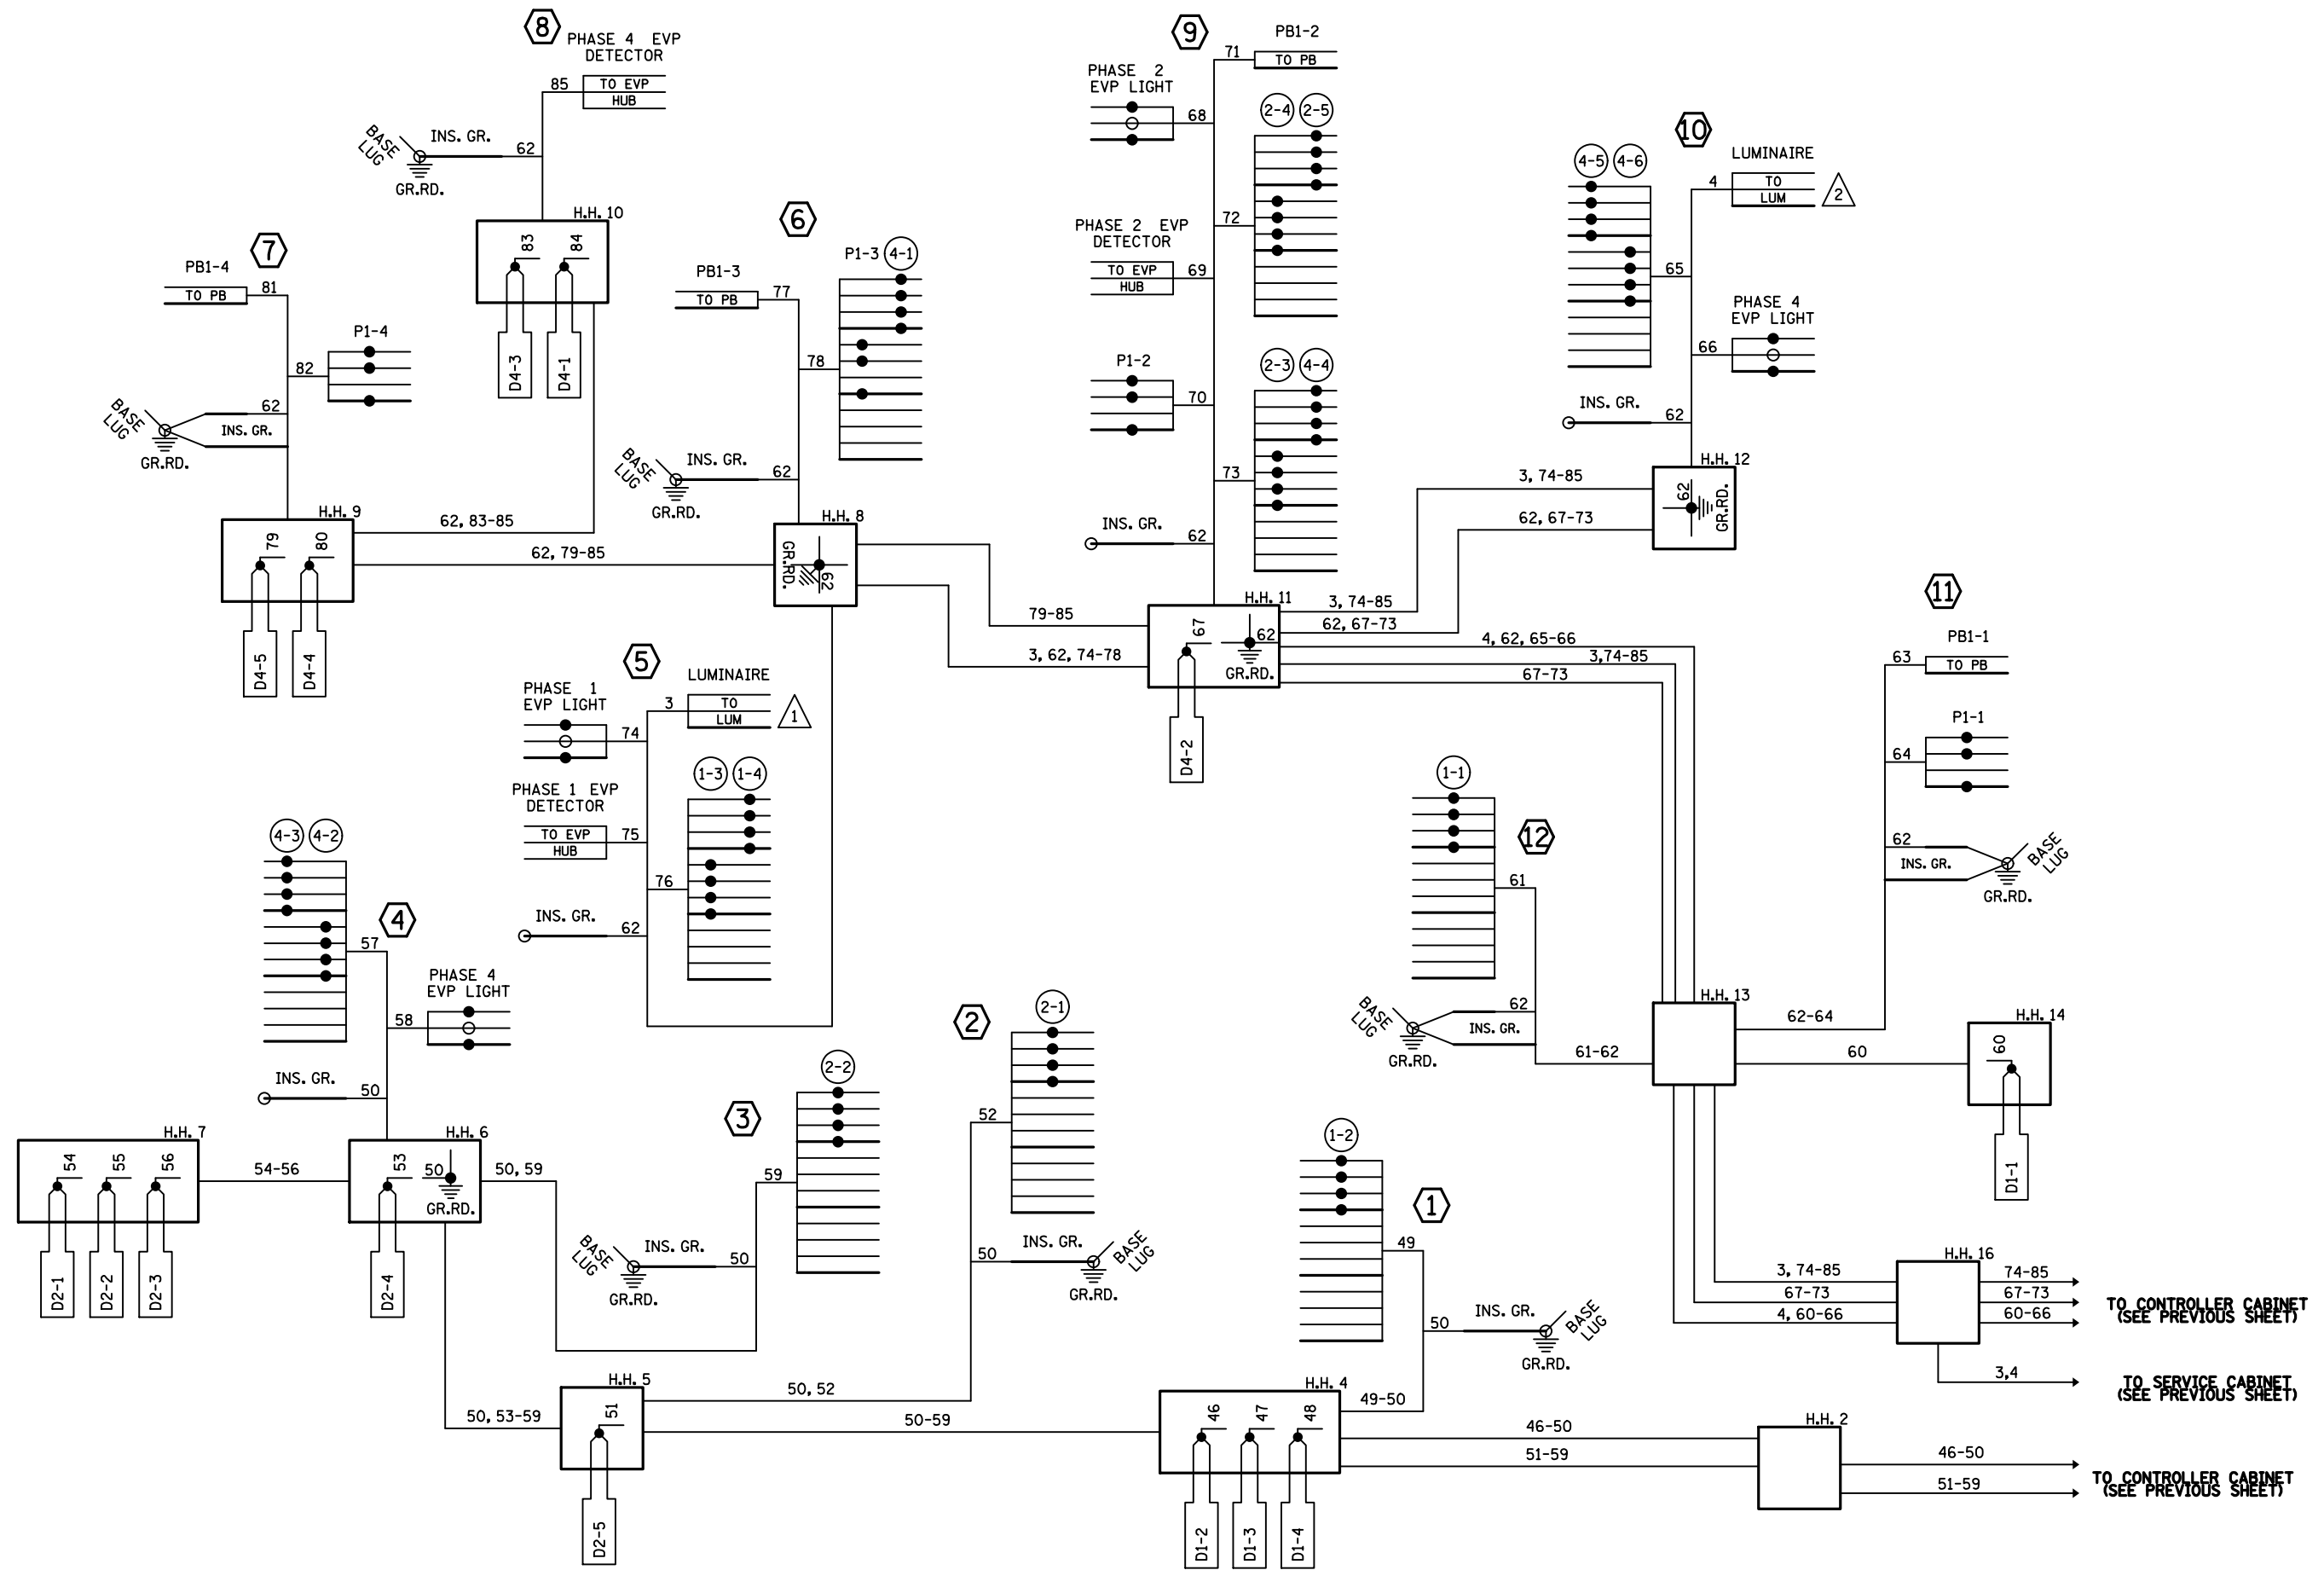 8
PHASE 4 EVP
DETECTOR
85
TO EVP
HUB
BASE
LUG
INS. GR.
62
GR.RD.
H.H. 10
83
84
D4-3
D4-1
7
PB1-4
TO PB
81
P1-4
82
62
BASE
LUG
INS. GR.
GR.RD.
H.H. 9
79
80
D4-5
D4-4
62, 83-85
62, 79-85
6
PB1-3
TO PB
77
P1-3
4-1
78
BASE
LUG
INS. GR.
62
GR.RD.
H.H. 8
GR.RD.
62
79-85
3, 62, 74-78
9
PB1-2
71
TO PB
PHASE 2
EVP LIGHT
68
2-4
2-5
72
PHASE 2 EVP
DETECTOR
TO EVP
HUB
69
P1-2
70
2-3
4-4
73
INS. GR.
62
H.H. 11
67
62
GR.RD.
D4-2
10
4-5
4-6
LUMINAIRE
4
TO
LUM
2
65
PHASE 4
EVP LIGHT
66
INS. GR.
62
H.H. 12
62
GR.RD.
3, 74-85
62, 67-73
3, 74-85
62, 67-73
4, 62, 65-66
3,74-85
67-73
11
PB1-1
63
TO PB
P1-1
64
62
INS. GR.
BASE
LUG
GR.RD.
5
LUMINAIRE
PHASE 1
EVP LIGHT
3
TO
LUM
1
74
1-3
1-4
PHASE 1 EVP
DETECTOR
TO EVP
HUB
75
76
INS. GR.
62
1-1
12
61
62
BASE
LUG
INS. GR.
GR.RD.
61-62
H.H. 13
62-64
60
H.H. 14
60
D1-1
4-3
4-2
4
57
PHASE 4
EVP LIGHT
58
INS. GR.
50
H.H. 7
54
55
56
D2-1
D2-2
D2-3
54-56
H.H. 6
53
50
GR.RD.
D2-4
50, 59
3
2-2
59
BASE
LUG
INS. GR.
50
GR.RD.
2
2-1
52
50
INS. GR.
BASE
LUG
GR.RD.
1-2
1
49
50
INS. GR.
BASE
LUG
GR.RD.
H.H. 5
51
D2-5
50, 53-59
50, 52
50-59
H.H. 4
46
47
48
D1-2
D1-3
D1-4
49-50
46-50
51-59
H.H. 2
46-50
51-59
TO CONTROLLER CABINET
(SEE PREVIOUS SHEET)
H.H. 16
3, 74-85
67-73
4, 60-66
74-85
67-73
60-66
TO CONTROLLER CABINET
(SEE PREVIOUS SHEET)
3,4
TO SERVICE CABINET
(SEE PREVIOUS SHEET)